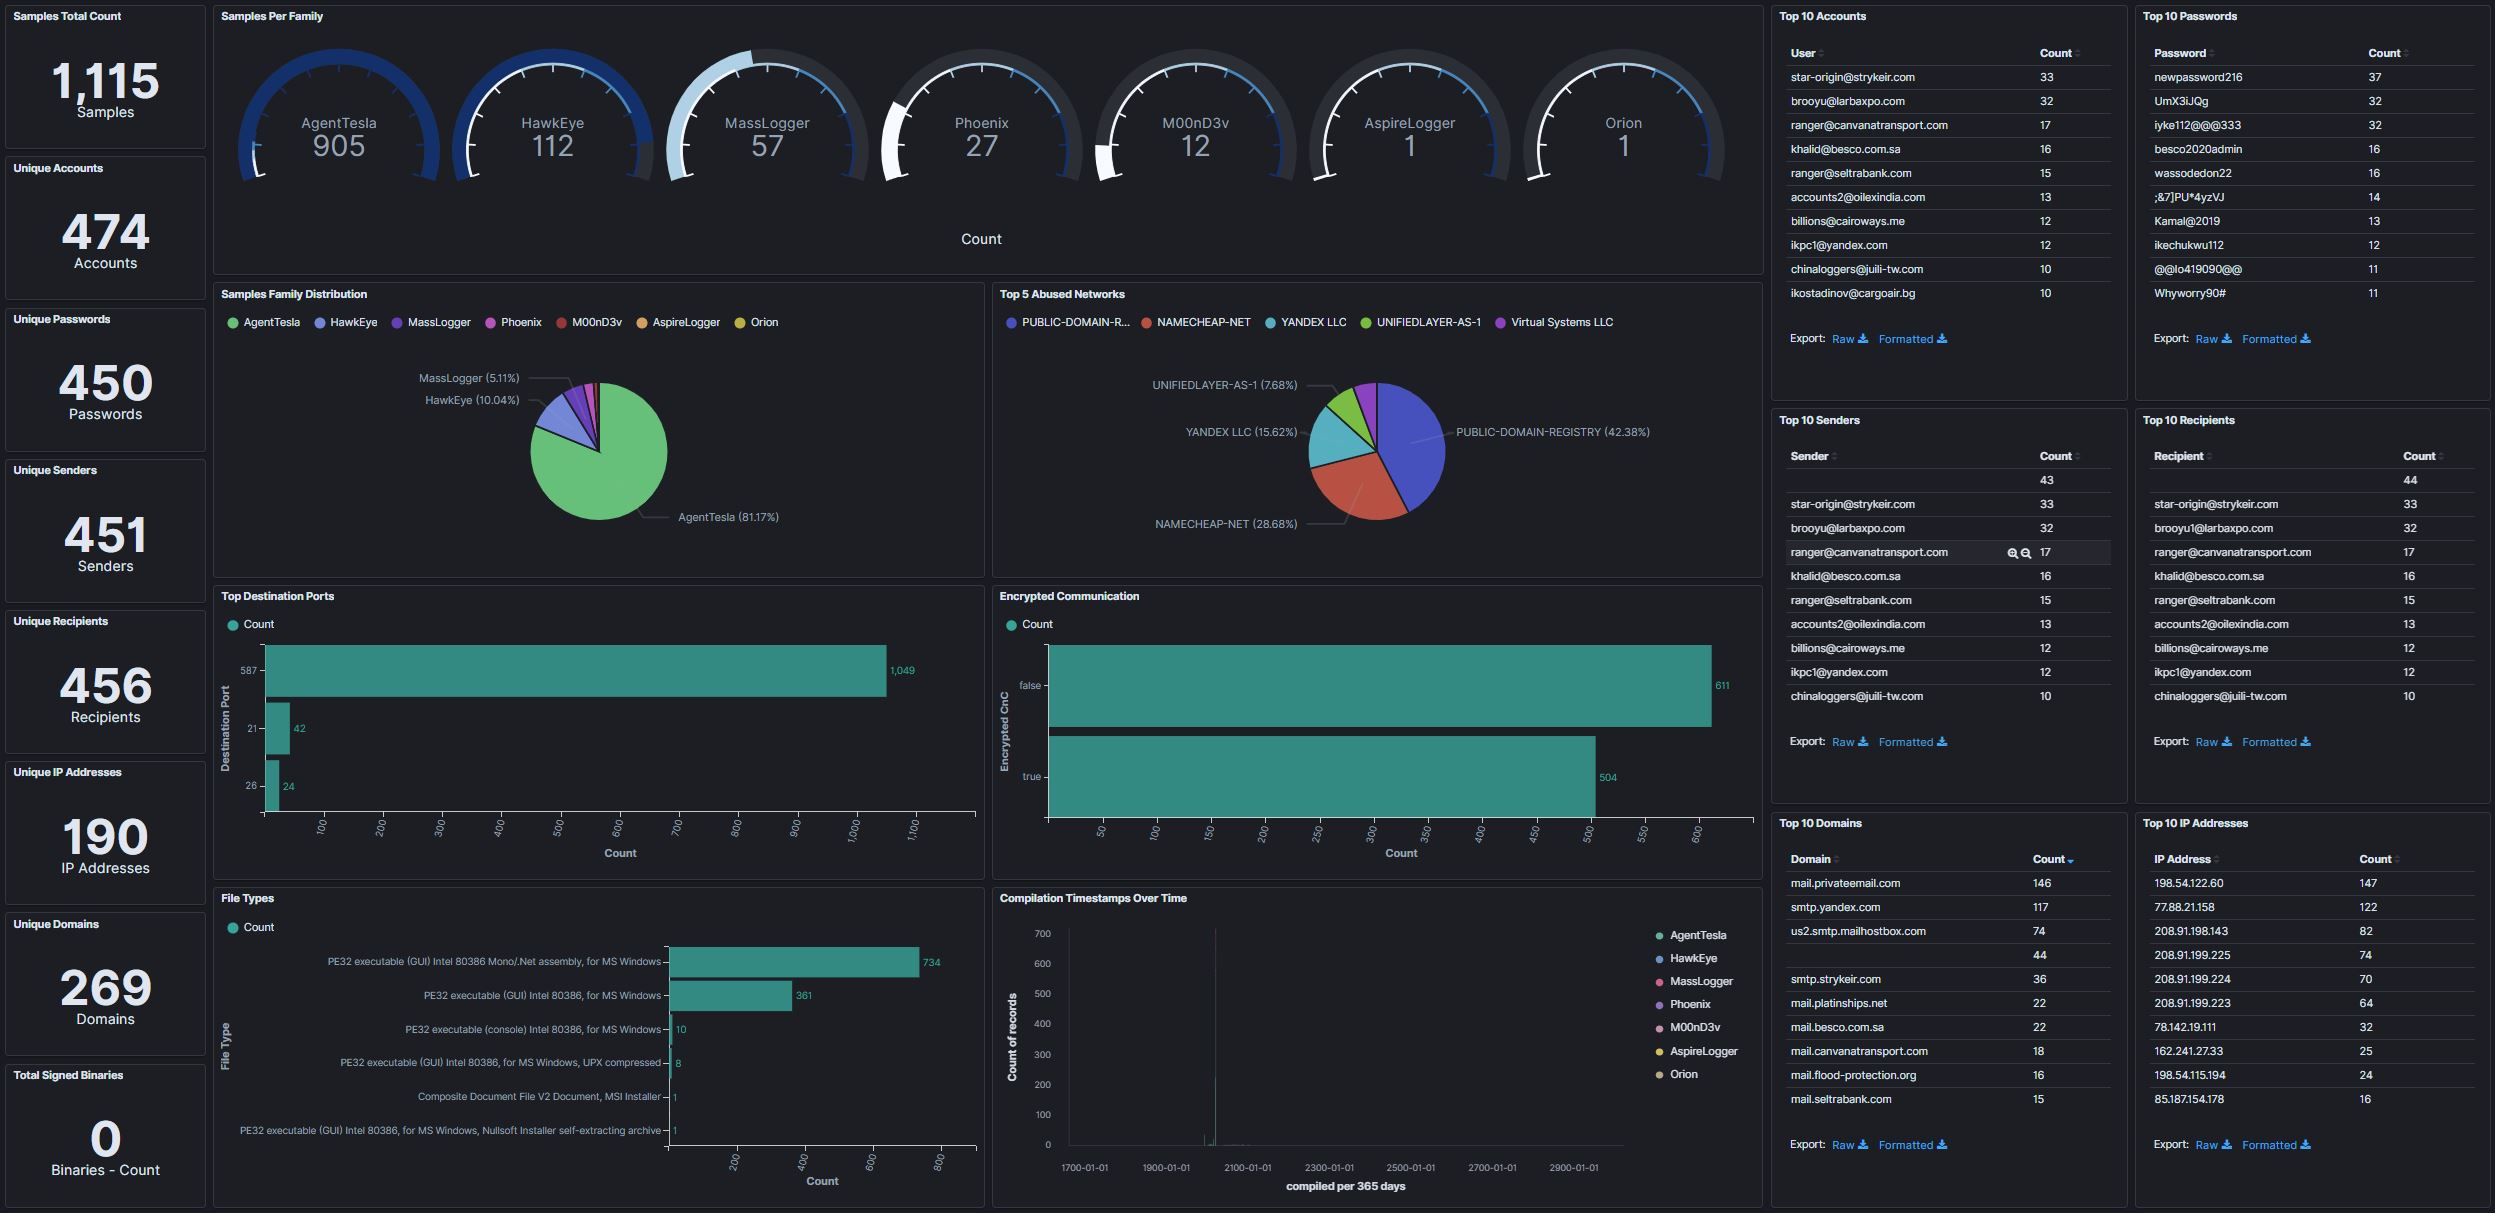 Samples Total Count
1,115
Samples
Unique Accounts
474
Accounts
Unique Passwords
450
Passwords
Unique Senders
451
Senders
Unique Recipients
456
Recipients
Unique IP Addresses
190
IP Addresses
Unique Domains
269
Domains
Total Signed Binaries
0
Binaries - Count
Samples Per Family
AgentTesla
905
HawkEye
112
MassLogger
57
Phoenix
27
M00nD3v
12
AspireLogger
1
Orion
1
Count
Samples Family Distribution
AgentTesla HawkEye MassLogger Phoenix M00nD3v AspireLogger Orion
MassLogger (5.11%)
HawkEye (10.04%)
AgentTesla (81.17%)
Top 5 Abused Networks
PUBLIC-DOMAIN-R... NAMECHEAP-NET YANDEX LLC UNIFIEDLAYER-AS-1 Virtual Systems LLC
UNIFIEDLAYER-AS-1 (7.68%)
YANDEX LLC (15.62%)
PUBLIC-DOMAIN-REGISTRY (42.38%)
NAMECHEAP-NET (28.68%)
Top Destination Ports
Count
Destination Port
587 1,049
21 42
26 24
100 200 300 400 500 600 700 800 900 1,000 1,100
Count
Encrypted Communication
Count
Encrypted CnC
false 611
true 504
50 100 150 200 250 300 350 400 450 500 550 600
Count
File Types
Count
File Type
PE32 executable (GUI) Intel 80386 Mono/.Net assembly, for MS Windows 734
PE32 executable (GUI) Intel 80386, for MS Windows 361
PE32 executable (console) Intel 80386, for MS Windows 10
PE32 executable (GUI) Intel 80386, for MS Windows, UPX compressed 8
Composite Document File V2 Document, MSI Installer 1
PE32 executable (GUI) Intel 80386, for MS Windows, Nullsoft Installer self-extracting archive 1
200 400 600 800
Count
Compilation Timestamps Over Time
Count of records
700
600
500
400
300
200
100
0
1700-01-01 1900-01-01 2100-01-01 2300-01-01 2500-01-01 2700-01-01 2900-01-01
compiled per 365 days
AgentTesla
HawkEye
MassLogger
Phoenix
M00nD3v
AspireLogger
Orion
Top 10 Accounts
User Count
star-origin@strykeir.com 33
brooyu@larbaxpo.com 32
ranger@canvanatransport.com 17
khalid@besco.com.sa 16
ranger@seltrabank.com 15
accounts2@oilexindia.com 13
billions@cairoways.me 12
ikpc1@yandex.com 12
chinaloggers@juili-tw.com 10
ikostadinov@cargoair.bg 10
Export: Raw Formatted
Top 10 Passwords
Password Count
newpassword216 37
UmX3iJQg 32
iyke112@@@333 32
besco2020admin 16
wassodedon22 16
;&7]PU*4yzVJ 14
Kamal@2019 13
ikechukwu112 12
@@Io419090@@ 11
Whyworry90# 11
Export: Raw Formatted
Top 10 Senders
Sender Count
43
star-origin@strykeir.com 33
brooyu@larbaxpo.com 32
ranger@canvanatransport.com 17
khalid@besco.com.sa 16
ranger@seltrabank.com 15
accounts2@oilexindia.com 13
billions@cairoways.me 12
ikpc1@yandex.com 12
chinaloggers@juili-tw.com 10
Export: Raw Formatted
Top 10 Recipients
Recipient Count
44
star-origin@strykeir.com 33
brooyu1@larbaxpo.com 32
ranger@canvanatransport.com 17
khalid@besco.com.sa 16
ranger@seltrabank.com 15
accounts2@oilexindia.com 13
billions@cairoways.me 12
ikpc1@yandex.com 12
chinaloggers@juili-tw.com 10
Export: Raw Formatted
Top 10 Domains
Domain Count
mail.privateemail.com 146
smtp.yandex.com 117
us2.smtp.mailhostbox.com 74
44
smtp.strykeir.com 36
mail.platinships.net 22
mail.besco.com.sa 22
mail.canvanatransport.com 18
mail.flood-protection.org 16
mail.seltrabank.com 15
Export: Raw Formatted
Top 10 IP Addresses
IP Address Count
198.54.122.60 147
77.88.21.158 122
208.91.198.143 82
208.91.199.225 74
208.91.199.224 70
208.91.199.223 64
78.142.19.111 32
162.241.27.33 25
198.54.115.194 24
85.187.154.178 16
Export: Raw Formatted